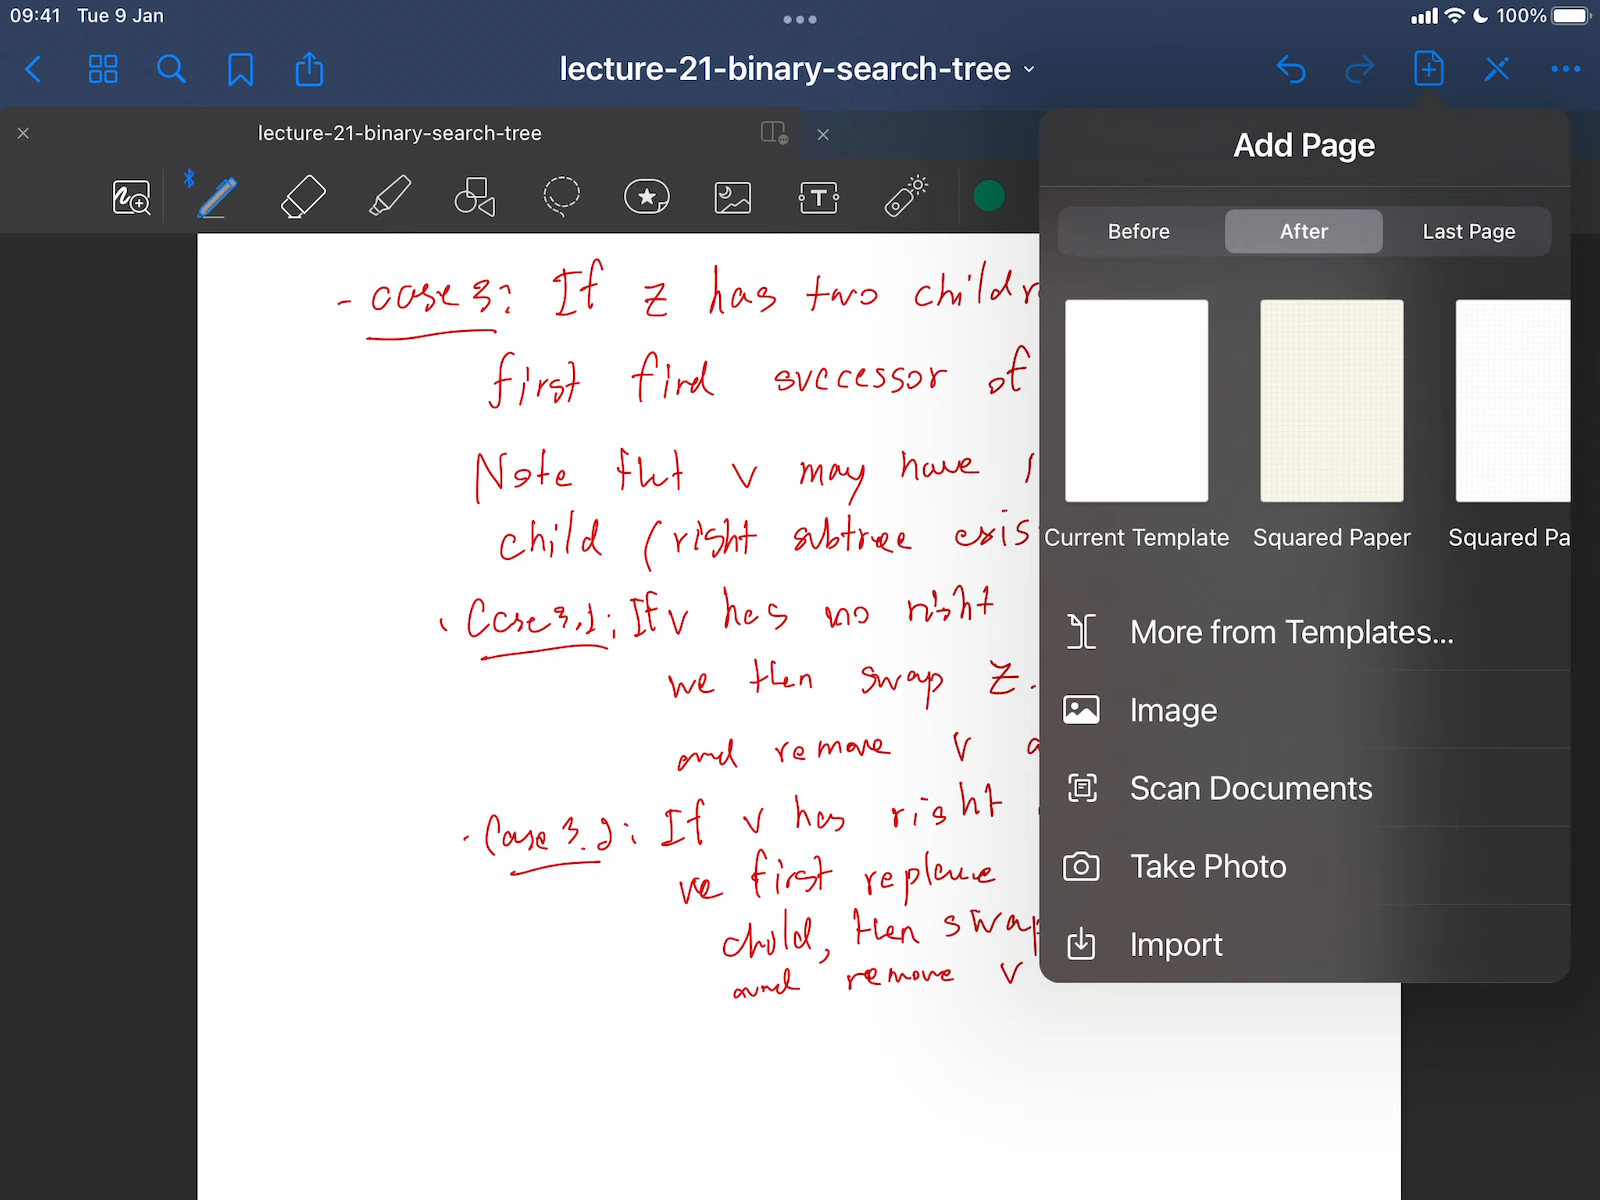 09:41 Tue 9 Jan
100%
lecture-21-binary-search-tree
lecture-21-binary-search-tree
Add Page
Before After Last Page
Current Template Squared Paper Squared Pa
More from Templates...
Image
Scan Documents
Take Photo
Import
- case 3: If z has two childr
first find successor of
Note tht v may have 1
child (right subtree exis
Case 3.1: If v has no right
we then swap z
and remove v
Case 3.2: If v has right
we first replace
child, then swap
and remove v